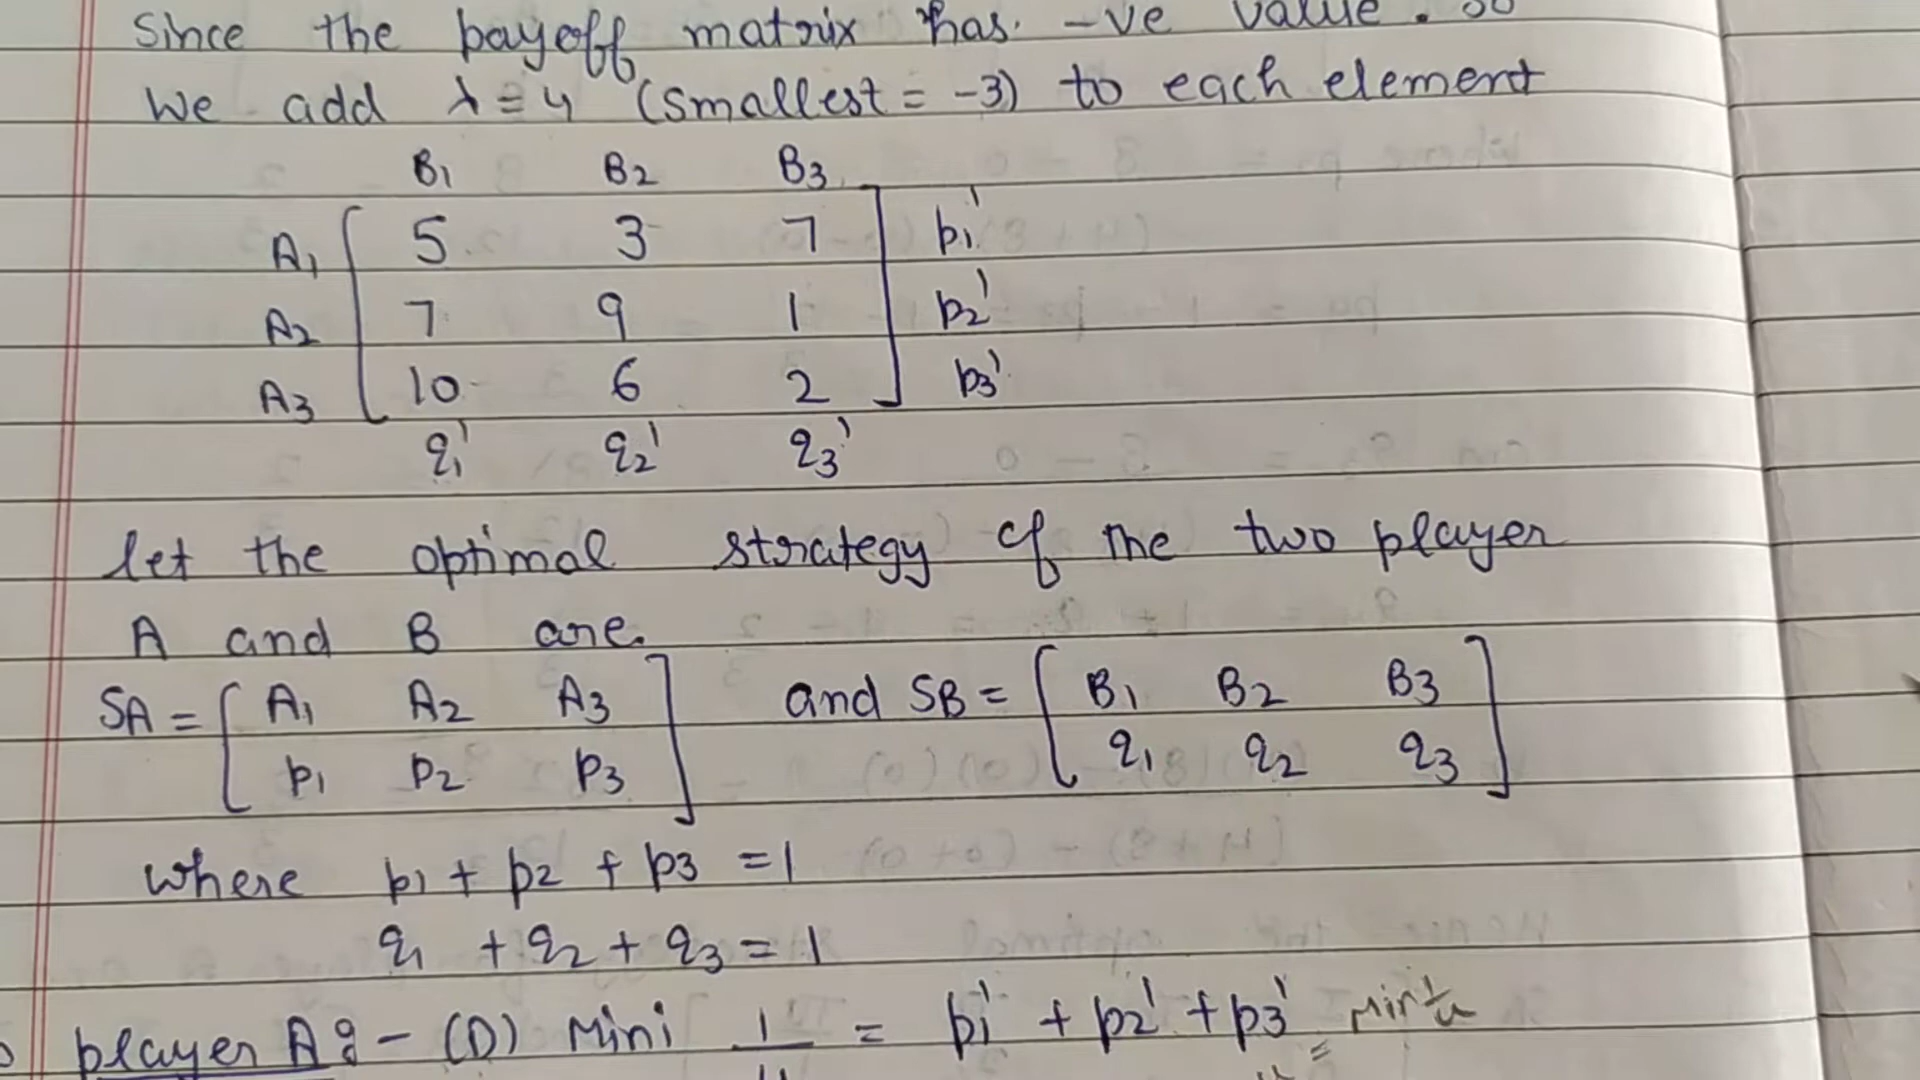 Since the payoff matrix has -ve value. So
We add λ = 4 (smallest = -3) to each element
B1 B2 B3
A1 [ 5 3 7 ] p1'
A2 [ 7 9 1 ] p2'
A3 [ 10 6 2 ] p3'
q1' q2' q3'
let the optimal strategy of the two player
A and B are.
SA = [ A1 A2 A3 ] and SB = [ B1 B2 B3 ]
[ p1 p2 p3 ] [ q1 q2 q3 ]
where p1 + p2 + p3 = 1
q1 + q2 + q3 = 1
player A :- (D) Mini 1 = p1' + p2' + p3'